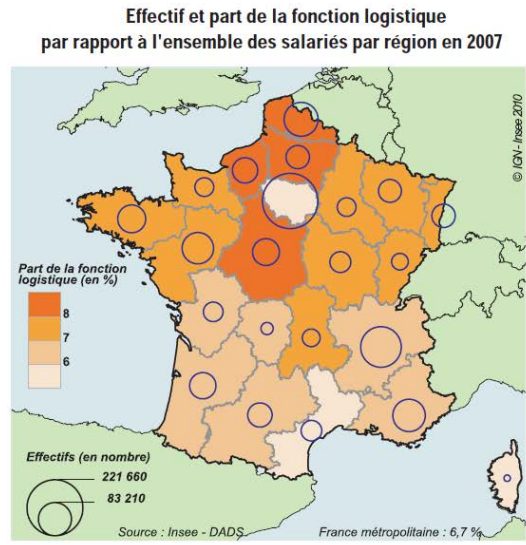 Effectif et part de la fonction logistique
par rapport à l'ensemble des salariés par région en 2007
© IGN - Insee 2010
Part de la fonction
logistique (en %)
8
7
6
Effectifs (en nombre)
221 660
83 210
Source : Insee - DADS
France métropolitaine : 6,7 %